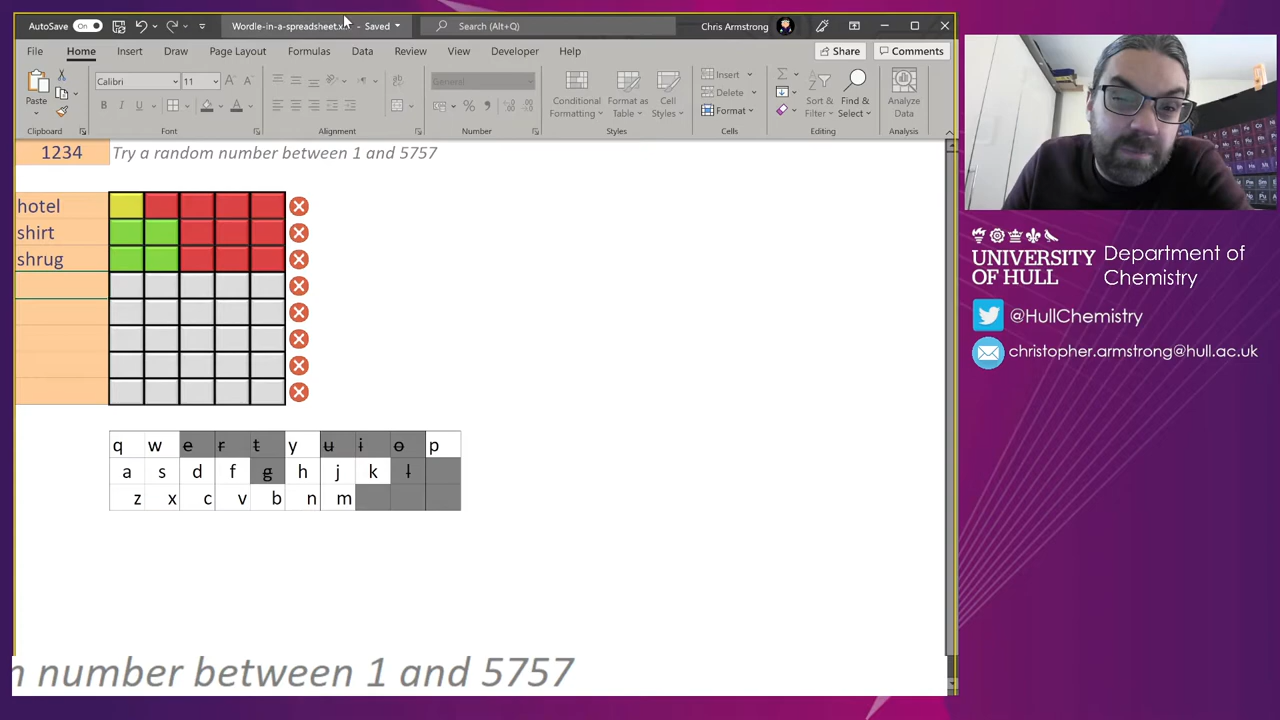 AutoSave On Wordle-in-a-spreadsheet.x... - Saved Search (Alt+Q) Chris Armstrong
File Home Insert Draw Page Layout Formulas Data Review View Developer Help Share Comments
Paste
Calibri 11
B I U
General
Conditional Formatting
Format as Table
Cell Styles
Insert
Delete
Format
Sort & Filter
Find & Select
Analyze Data
Clipboard Font Alignment Number Styles Cells Editing Analysis
1234 Try a random number between 1 and 5757
hotel
shirt
shrug
q w e r t y u i o p
a s d f g h j k l
z x c v b n m
n number between 1 and 5757
UNIVERSITY
OF HULL
Department of
Chemistry
@HullChemistry
christopher.armstrong@hull.ac.uk